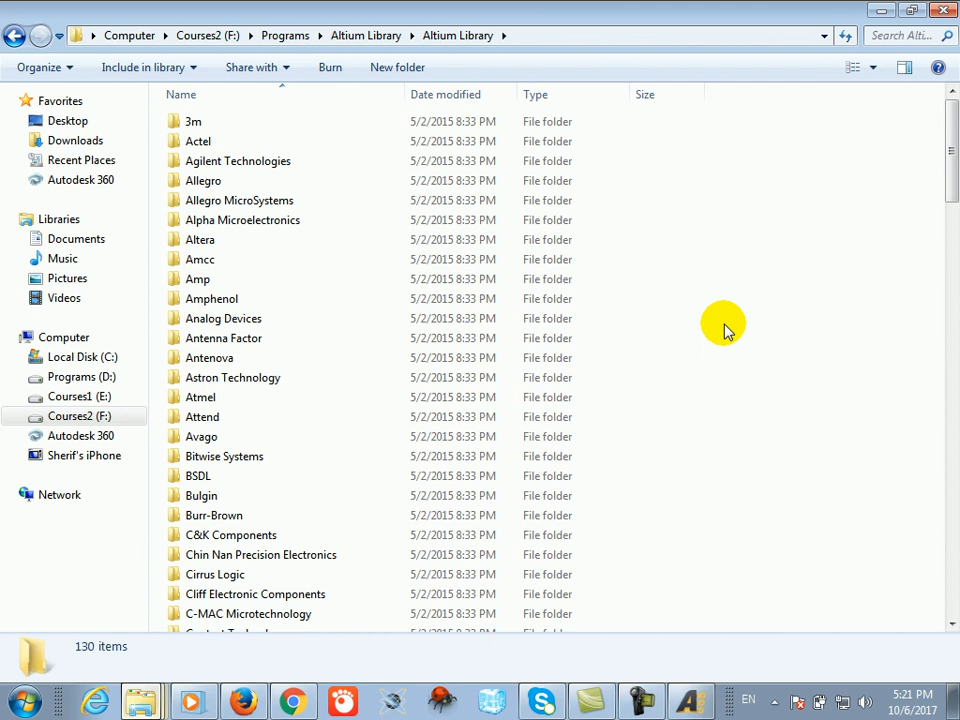 Computer Courses2 (F:) Programs Altium Library Altium Library Search Alti...
Organize Include in library Share with Burn New folder
Name Date modified Type Size
Favorites
Desktop
Downloads
Recent Places
Autodesk 360
Libraries
Documents
Music
Pictures
Videos
Computer
Local Disk (C:)
Programs (D:)
Courses1 (E:)
Courses2 (F:)
Autodesk 360
Sherif's iPhone
Network
3m 5/2/2015 8:33 PM File folder
Actel 5/2/2015 8:33 PM File folder
Agilent Technologies 5/2/2015 8:33 PM File folder
Allegro 5/2/2015 8:33 PM File folder
Allegro MicroSystems 5/2/2015 8:33 PM File folder
Alpha Microelectronics 5/2/2015 8:33 PM File folder
Altera 5/2/2015 8:33 PM File folder
Amcc 5/2/2015 8:33 PM File folder
Amp 5/2/2015 8:33 PM File folder
Amphenol 5/2/2015 8:33 PM File folder
Analog Devices 5/2/2015 8:33 PM File folder
Antenna Factor 5/2/2015 8:33 PM File folder
Antenova 5/2/2015 8:33 PM File folder
Astron Technology 5/2/2015 8:33 PM File folder
Atmel 5/2/2015 8:33 PM File folder
Attend 5/2/2015 8:33 PM File folder
Avago 5/2/2015 8:33 PM File folder
Bitwise Systems 5/2/2015 8:33 PM File folder
BSDL 5/2/2015 8:33 PM File folder
Bulgin 5/2/2015 8:33 PM File folder
Burr-Brown 5/2/2015 8:33 PM File folder
C&K Components 5/2/2015 8:33 PM File folder
Chin Nan Precision Electronics 5/2/2015 8:33 PM File folder
Cirrus Logic 5/2/2015 8:33 PM File folder
Cliff Electronic Components 5/2/2015 8:33 PM File folder
C-MAC Microtechnology 5/2/2015 8:33 PM File folder
130 items
EN
5:21 PM
10/6/2017